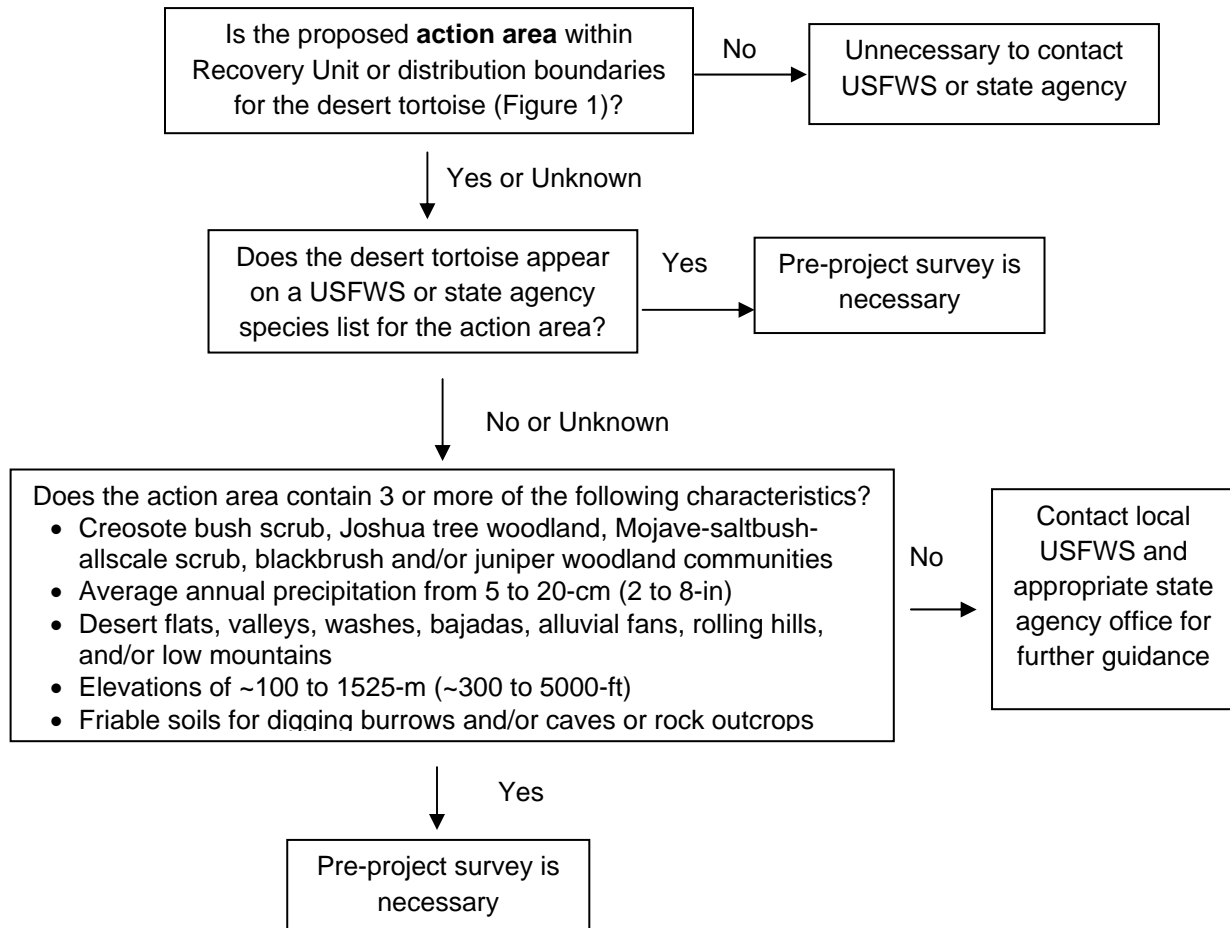 Is the proposed action area within
Recovery Unit or distribution boundaries
for the desert tortoise (Figure 1)?
No
Unnecessary to contact
USFWS or state agency
Yes or Unknown
Does the desert tortoise appear
on a USFWS or state agency
species list for the action area?
Yes
Pre-project survey is
necessary
No or Unknown
Does the action area contain 3 or more of the following characteristics?
• Creosote bush scrub, Joshua tree woodland, Mojave-saltbush-
allscale scrub, blackbrush and/or juniper woodland communities
• Average annual precipitation from 5 to 20-cm (2 to 8-in)
• Desert flats, valleys, washes, bajadas, alluvial fans, rolling hills,
and/or low mountains
• Elevations of ~100 to 1525-m (~300 to 5000-ft)
• Friable soils for digging burrows and/or caves or rock outcrops
No
Contact local
USFWS and
appropriate state
agency office for
further guidance
Yes
Pre-project survey is
necessary